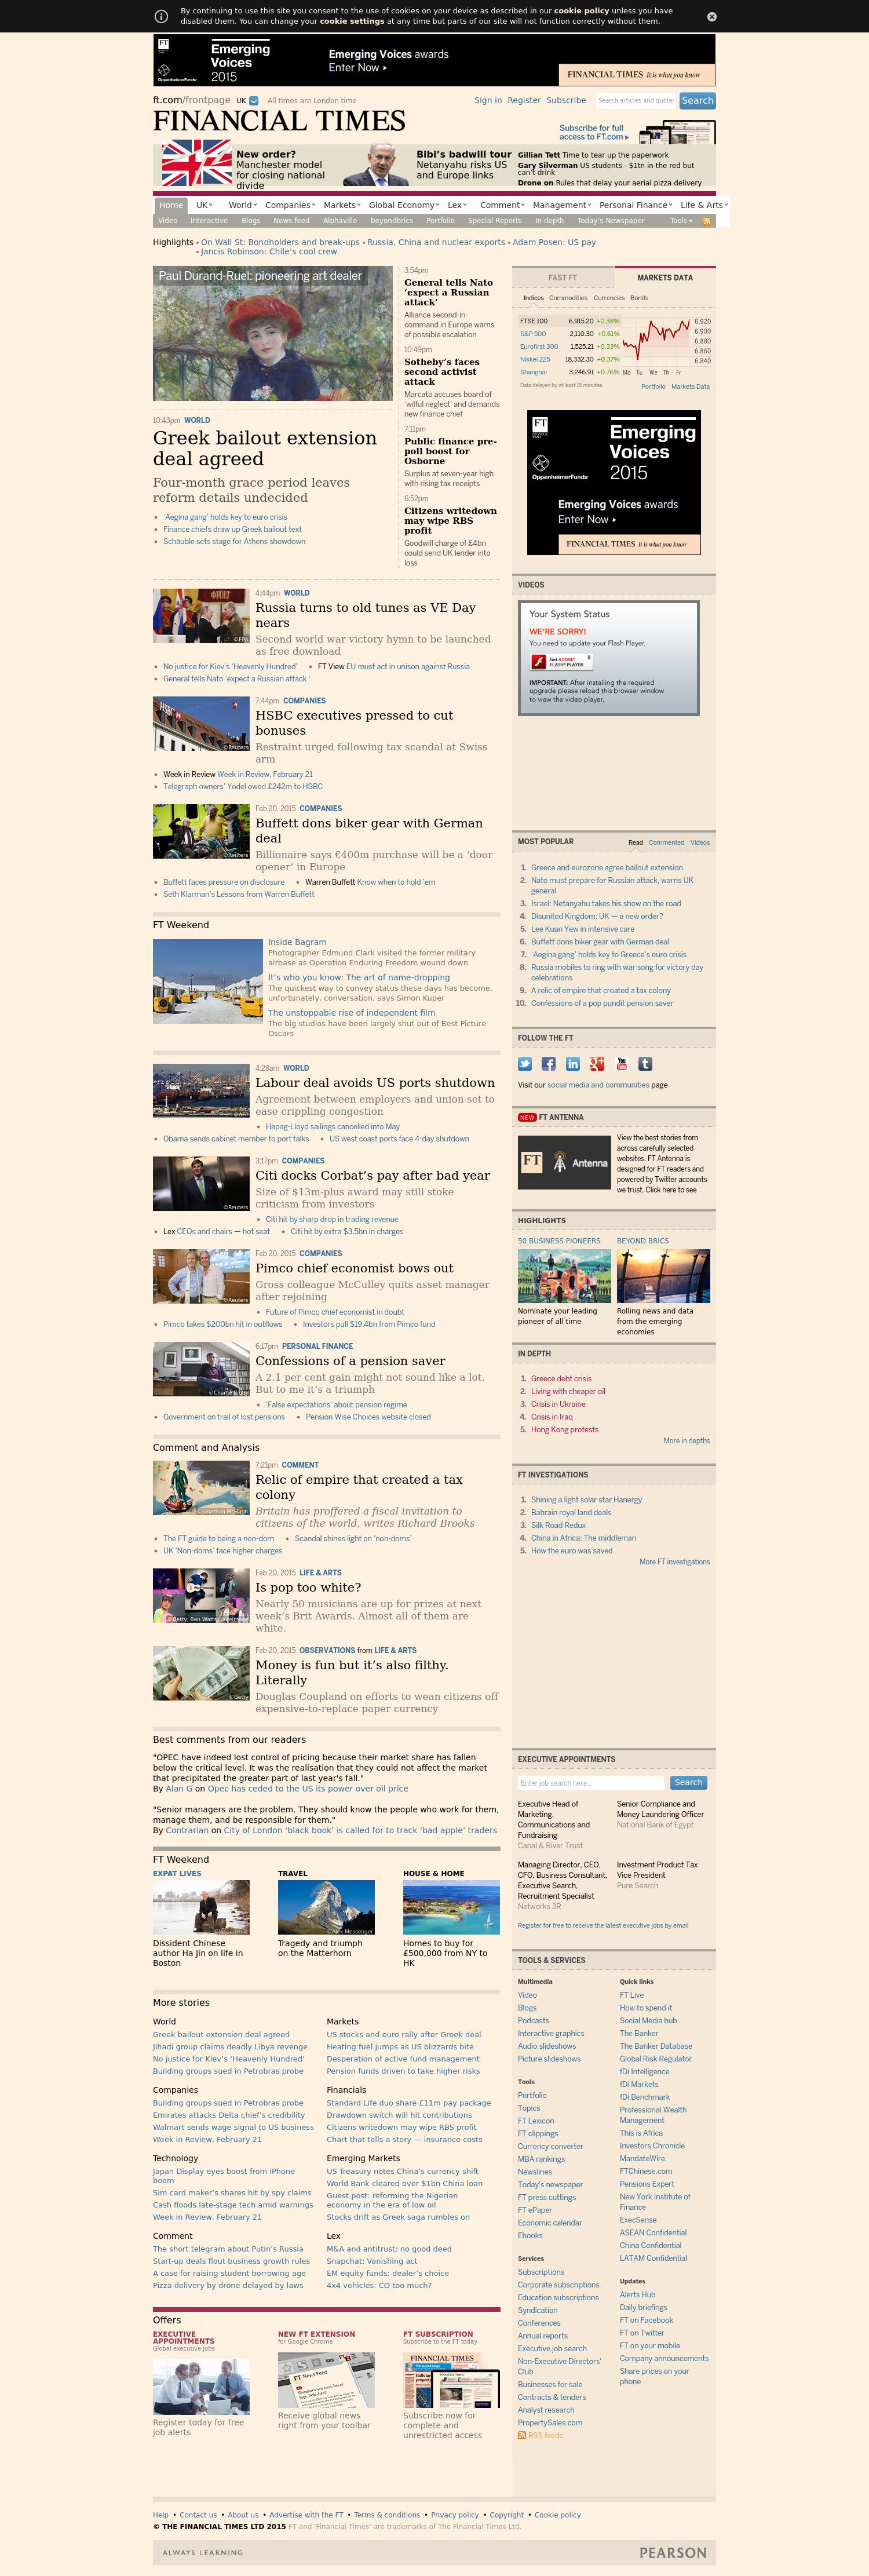 By continuing to use this site you consent to the use of cookies on your device as described in our cookie policy unless you have
disabled them. You can change your cookie settings at any time but parts of our site will not function correctly without them.
FT
OppenheimerFunds
Emerging
Voices
2015
Emerging Voices awards
Enter Now ▸
FINANCIAL TIMES It is what you know
ft.com/frontpage UK All times are London time
Sign in Register Subscribe
Search articles and quotes
Search
FINANCIAL TIMES
Subscribe for full
access to FT.com ▸
New order?
Manchester model
for changing national
divide
Bibi's badwill tour
Netanyahu risks US
and Europe links
Gillian Tett Time to tear up the paperwork
Gary Silverman US students - $1tn in the red but
can't drink
Drone on Rules that delay your aerial pizza delivery
Home UK World Companies Markets Global Economy Lex Comment Management Personal Finance Life & Arts
Video Interactive Blogs News feed Alphaville beyondbrics Portfolio Special Reports In depth Today's Newspaper Tools
Highlights • On Wall St: Bondholders and break-ups • Russia, China and nuclear exports • Adom Posen: US pay
• Jancis Robinson: Chile's cool crew
Paul Durand-Ruel: pioneering art dealer
10:43pm WORLD
Greek bailout extension
deal agreed
Four-month grace period leaves
reform details undecided
'Aegina gang' holds key to euro crisis
Finance chiefs draw up Greek bailout text
Schäuble sets stage for Athens showdown
3:54pm
General tells Nato
'expect a Russian
attack'
Alliance second-in-
command in Europe warns
of possible escalation
10:49pm
Sotheby's faces
second activist
attack
Marcato accuses board of
'wilful neglect' and demands
new finance chief
7:11pm
Public finance pre-
poll boost for
Osborne
Surplus at seven-year high
with rising tax receipts
6:52pm
Citizens writedown
may wipe RBS
profit
Goodwill charge of £4bn
could send UK lender into
loss
4:44pm WORLD
Russia turns to old tunes as VE Day
nears
Second world war victory hymn to be launched
as free download
©EPA
No justice for Kiev's 'Heavenly Hundred'
FT View EU must act in unison against Russia
General tells Nato 'expect a Russian attack '
7:44pm COMPANIES
HSBC executives pressed to cut
bonuses
Restraint urged following tax scandal at Swiss
arm
©Reuters
Week in Review Week in Review, February 21
Telegraph owners' Yodel owed £242m to HSBC
Feb 20, 2015 COMPANIES
Buffett dons biker gear with German
deal
Billionaire says €400m purchase will be a 'door
opener' in Europe
©Reuters
Buffett faces pressure on disclosure
Warren Buffett Know when to hold 'em
Seth Klarman's Lessons from Warren Buffett
FT Weekend
Inside Bagram
Photographer Edmund Clark visited the former military
airbase as Operation Enduring Freedom wound down
It's who you know: The art of name-dropping
The quickest way to convey status these days has become,
unfortunately, conversation, says Simon Kuper
The unstoppable rise of independent film
The big studios have been largely shut out of Best Picture
Oscars
4:28am WORLD
Labour deal avoids US ports shutdown
Agreement between employers and union set to
ease crippling congestion
Hapag-Lloyd sailings cancelled into May
Obama sends cabinet member to port talks
US west coast ports face 4-day shutdown
3:17pm COMPANIES
Citi docks Corbat's pay after bad year
Size of $13m-plus award may still stoke
criticism from investors
©Reuters
Citi hit by sharp drop in trading revenue
Lex CEOs and chairs — hot seat
Citi hit by extra $3.5bn in charges
Feb 20, 2015 COMPANIES
Pimco chief economist bows out
Gross colleague McCulley quits asset manager
after rejoining
©Reuters
Future of Pimco chief economist in doubt
Pimco takes $200bn hit in outflows
Investors pull $19.4bn from Pimco fund
6:17pm PERSONAL FINANCE
Confessions of a pension saver
A 2.1 per cent gain might not sound like a lot.
But to me it's a triumph
'False expectations' about pension regime
Government on trail of lost pensions
Pension Wise Choices website closed
Comment and Analysis
7:21pm COMMENT
Relic of empire that created a tax
colony
Britain has proffered a fiscal invitation to
citizens of the world, writes Richard Brooks
The FT guide to being a non-dom
Scandal shines light on 'non-doms'
UK 'Non-doms' face higher charges
Feb 20, 2015 LIFE & ARTS
Is pop too white?
Nearly 50 musicians are up for prizes at next
week's Brit Awards. Almost all of them are
white.
Feb 20, 2015 OBSERVATIONS from LIFE & ARTS
Money is fun but it's also filthy.
Literally
Douglas Coupland on efforts to wean citizens off
expensive-to-replace paper currency
©Getty
Best comments from our readers
"OPEC have indeed lost control of pricing because their market share has fallen
below the critical level. It was the realisation that they could not affect the market
that precipitated the greater part of last year's fall."
By Alan G on Opec has ceded to the US its power over oil price
"Senior managers are the problem. They should know the people who work for them,
manage them, and be responsible for them."
By Contrarian on City of London 'black book' is called for to track 'bad apple' traders
FT Weekend
EXPAT LIVES
Dissident Chinese
author Ha Jin on life in
Boston
TRAVEL
Tragedy and triumph
on the Matterhorn
HOUSE & HOME
Homes to buy for
£500,000 from NY to
HK
More stories
World
Greek bailout extension deal agreed
Jihadi group claims deadly Libya revenge
No justice for Kiev's 'Heavenly Hundred'
Building groups sued in Petrobras probe
Markets
US stocks and euro rally after Greek deal
Heating fuel jumps as US blizzards bite
Desperation of active fund management
Pension funds driven to take higher risks
Companies
Building groups sued in Petrobras probe
Emirates attacks Delta chief's credibility
Walmart sends wage signal to US business
Week in Review, February 21
Financials
Standard Life duo share £11m pay package
Drawdown switch will hit contributions
Citizens writedown may wipe RBS profit
Chart that tells a story — insurance costs
Technology
Japan Display eyes boost from iPhone
boom
Sim card maker's shares hit by spy claims
Cash floods late-stage tech amid warnings
Week in Review, February 21
Emerging Markets
US Treasury notes China's currency shift
World Bank cleared over $1bn China loan
Guest post: reforming the Nigerian
economy in the era of low oil
Stocks drift as Greek saga rumbles on
Comment
The short telegram about Putin's Russia
Start-up deals flout business growth rules
A case for raising student borrowing age
Pizza delivery by drone delayed by laws
Lex
M&A and antitrust: no good deed
Snapchat: Vanishing act
EM equity funds: dealer's choice
4x4 vehicles: CO too much?
Offers
EXECUTIVE
APPOINTMENTS
Global executive jobs
Register today for free
job alerts
NEW FT EXTENSION
for Google Chrome
FT News Feed
Receive global news
right from your toolbar
FT SUBSCRIPTION
Subscribe to the FT today
FINANCIAL TIMES
Subscribe now for
complete and
unrestricted access
FAST FT MARKETS DATA
Indices Commodities Currencies Bonds
FTSE 100 6,915.20 +0.38%
S&P 500 2,110.30 +0.61%
Eurofirst 300 1,525.21 +0.33%
Nikkei 225 18,332.30 +0.37%
Shanghai 3,246.91 +0.76%
6,920
6,900
6,880
6,860
6,840
Mo Tu We Th Fr
Data delayed by at least 15 minutes
Portfolio Markets Data
FT
OppenheimerFunds
Emerging
Voices
2015
Emerging Voices awards
Enter Now ▸
FINANCIAL TIMES It is what you know
VIDEOS
Your System Status
WE'RE SORRY!
You need to update your Flash Player.
Get ADOBE® FLASH® PLAYER
IMPORTANT: After installing the required
upgrade please reload this browser window
to view the video player.
MOST POPULAR Read Commented Videos
1. Greece and eurozone agree bailout extension
2. Nato must prepare for Russian attack, warns UK
general
3. Israel: Netanyahu takes his show on the road
4. Disunited Kingdom: UK — a new order?
5. Lee Kuan Yew in intensive care
6. Buffett dons biker gear with German deal
7. 'Aegina gang' holds key to Greece's euro crisis
8. Russia mobiles to ring with war song for victory day
celebrations
9. A relic of empire that created a tax colony
10. Confessions of a pop pundit pension saver
FOLLOW THE FT
Visit our social media and communities page
NEW FT ANTENNA
FT Antenna
View the best stories from
across carefully selected
websites. FT Antenna is
designed for FT readers and
powered by Twitter accounts
we trust. Click here to see
HIGHLIGHTS
50 BUSINESS PIONEERS
Nominate your leading
pioneer of all time
BEYOND BRICS
Rolling news and data
from the emerging
economies
IN DEPTH
1. Greece debt crisis
2. Living with cheaper oil
3. Crisis in Ukraine
4. Crisis in Iraq
5. Hong Kong protests
More in depths
FT INVESTIGATIONS
1. Shining a light solar star Hanergy
2. Bahrain royal land deals
3. Silk Road Redux
4. China in Africa: The middleman
5. How the euro was saved
More FT investigations
EXECUTIVE APPOINTMENTS
Enter job search here...
Search
Executive Head of
Marketing,
Communications and
Fundraising
Canal & River Trust
Senior Compliance and
Money Laundering Officer
National Bank of Egypt
Managing Director, CEO,
CFO, Business Consultant,
Executive Search,
Recruitment Specialist
Networks 3R
Investment Product Tax
Vice President
Pure Search
Register for free to receive the latest executive jobs by email
TOOLS & SERVICES
Multimedia
Video
Blogs
Podcasts
Interactive graphics
Audio slideshows
Picture slideshows
Tools
Portfolio
Topics
FT Lexicon
FT clippings
Currency converter
MBA rankings
Newslines
Today's newspaper
FT press cuttings
FT ePaper
Economic calendar
Ebooks
Services
Subscriptions
Corporate subscriptions
Education subscriptions
Syndication
Conferences
Annual reports
Executive job search
Non-Executive Directors'
Club
Businesses for sale
Contracts & tenders
Analyst research
PropertySales.com
RSS feeds
Quick links
FT Live
How to spend it
Social Media hub
The Banker
The Banker Database
Global Risk Regulator
fDi Intelligence
fDi Markets
fDi Benchmark
Professional Wealth
Management
This is Africa
Investors Chronicle
MandateWire
FTChinese.com
Pensions Expert
New York Institute of
Finance
ExecSense
ASEAN Confidential
China Confidential
LATAM Confidential
Updates
Alerts Hub
Daily briefings
FT on Facebook
FT on Twitter
FT on your mobile
Company announcements
Share prices on your
phone
Help • Contact us • About us • Advertise with the FT • Terms & conditions • Privacy policy • Copyright • Cookie policy
© THE FINANCIAL TIMES LTD 2015 FT and 'Financial Times' are trademarks of The Financial Times Ltd.
ALWAYS LEARNING
PEARSON